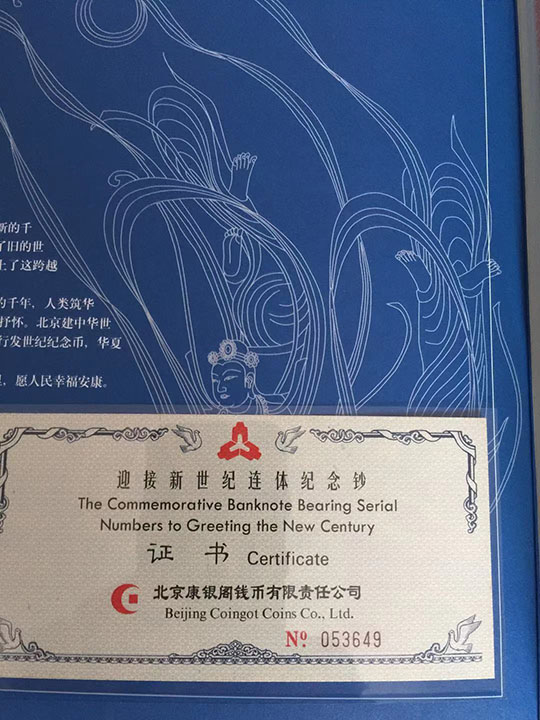 新的千
了旧的世
上了这跨越
的千年，人类筑华
抒怀。北京建中华世
行发世纪纪念币，华夏
，愿人民幸福安康。
迎接新世纪连体纪念钞
The Commemorative Banknote Bearing Serial
Numbers to Greeting the New Century
证书 Certificate
北京康银阁钱币有限责任公司
Beijing Coingot Coins Co., Ltd.
Nº. 053649